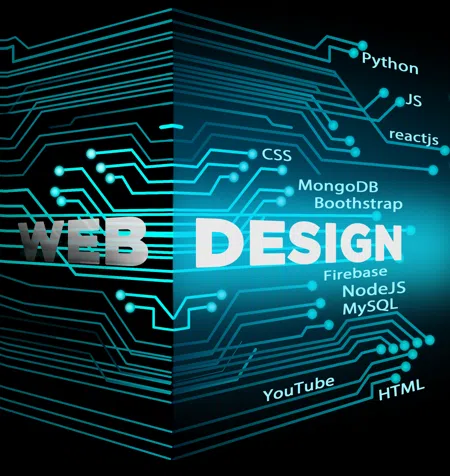 Python
JS
reactjs
CSS
MongoDB
Boothstrap
WEB DESIGN
Firebase
NodeJS
MySQL
YouTube
HTML